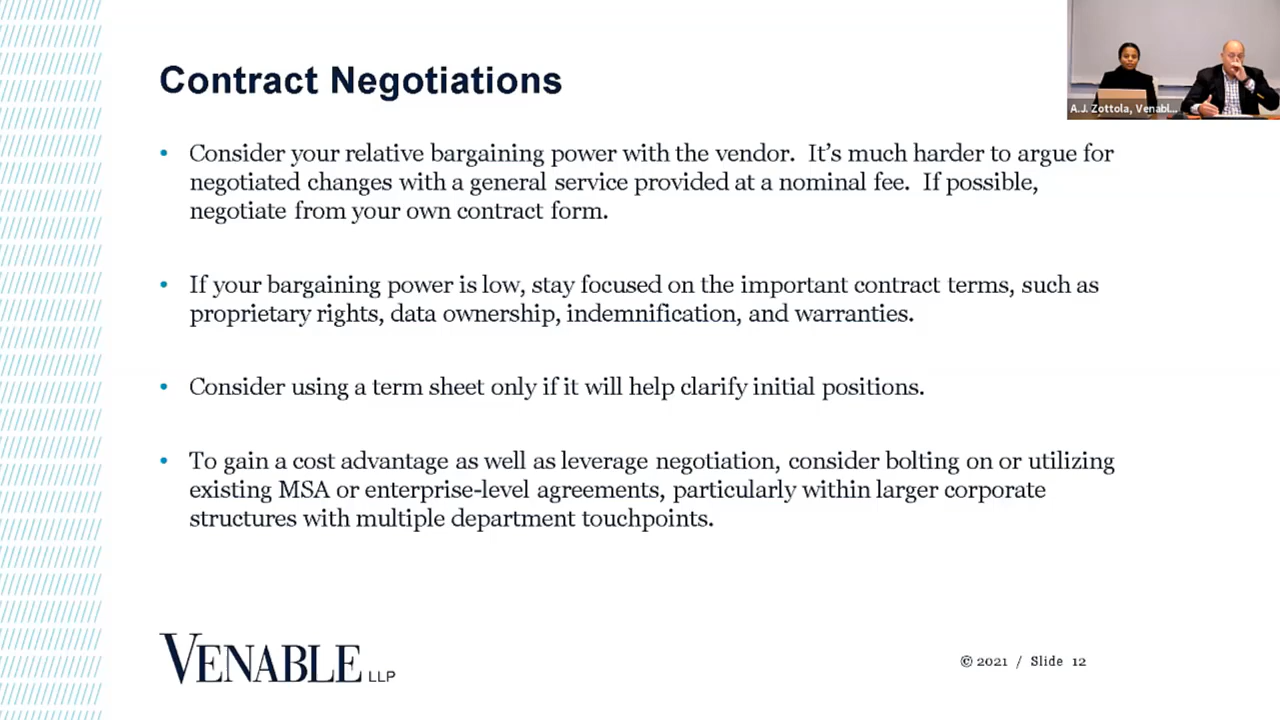 Contract Negotiations
A.J. Zottola, Venabl...
• Consider your relative bargaining power with the vendor.  It's much harder to argue for
negotiated changes with a general service provided at a nominal fee.  If possible,
negotiate from your own contract form.
• If your bargaining power is low, stay focused on the important contract terms, such as
proprietary rights, data ownership, indemnification, and warranties.
• Consider using a term sheet only if it will help clarify initial positions.
• To gain a cost advantage as well as leverage negotiation, consider bolting on or utilizing
existing MSA or enterprise-level agreements, particularly within larger corporate
structures with multiple department touchpoints.
VENABLE LLP
© 2021 / Slide 12